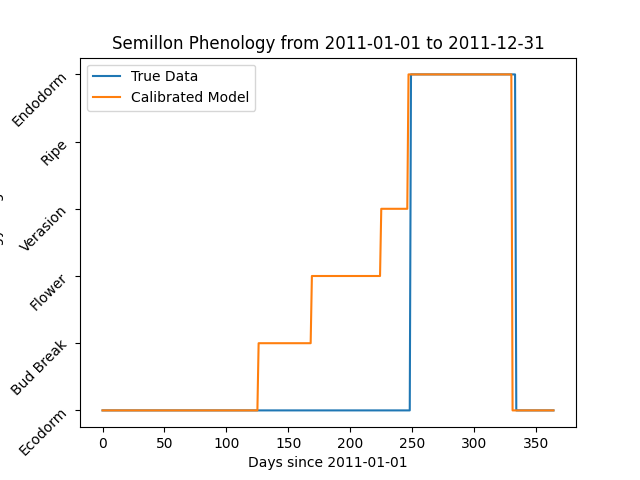 Semillon Phenology from 2011-01-01 to 2011-12-31
True Data
Calibrated Model
Endodorm
Ripe
Verasion
Flower
Bud Break
Ecodorm
0 50 100 150 200 250 300 350
Days since 2011-01-01